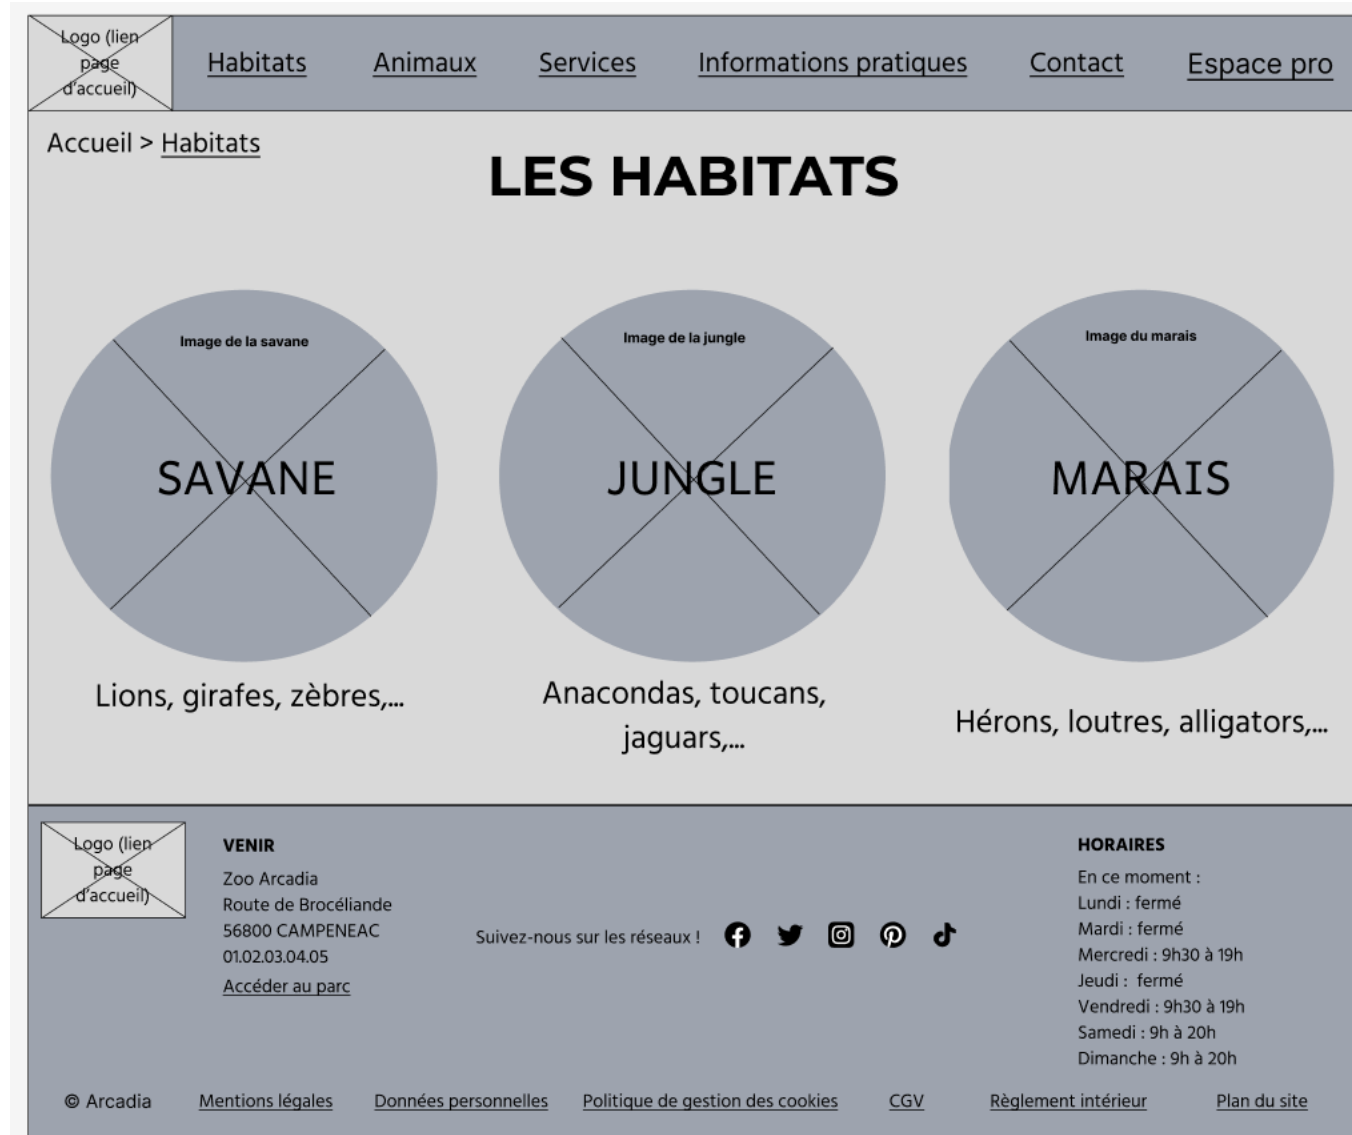 Logo (lien
page
d'accueil)
Habitats
Animaux
Services
Informations pratiques
Contact
Espace pro
Accueil > Habitats
LES HABITATS
Image de la savane
SAVANE
Lions, girafes, zèbres,...
Image de la jungle
JUNGLE
Anacondas, toucans,
jaguars,...
Image du marais
MARAIS
Hérons, loutres, alligators,...
Logo (lien
page
d'accueil)
VENIR
Zoo Arcadia
Route de Brocéliande
56800 CAMPENEAC
01.02.03.04.05
Accéder au parc
Suivez-nous sur les réseaux !
HORAIRES
En ce moment :
Lundi : fermé
Mardi : fermé
Mercredi : 9h30 à 19h
Jeudi :  fermé
Vendredi : 9h30 à 19h
Samedi : 9h à 20h
Dimanche : 9h à 20h
© Arcadia
Mentions légales
Données personnelles
Politique de gestion des cookies
CGV
Règlement intérieur
Plan du site